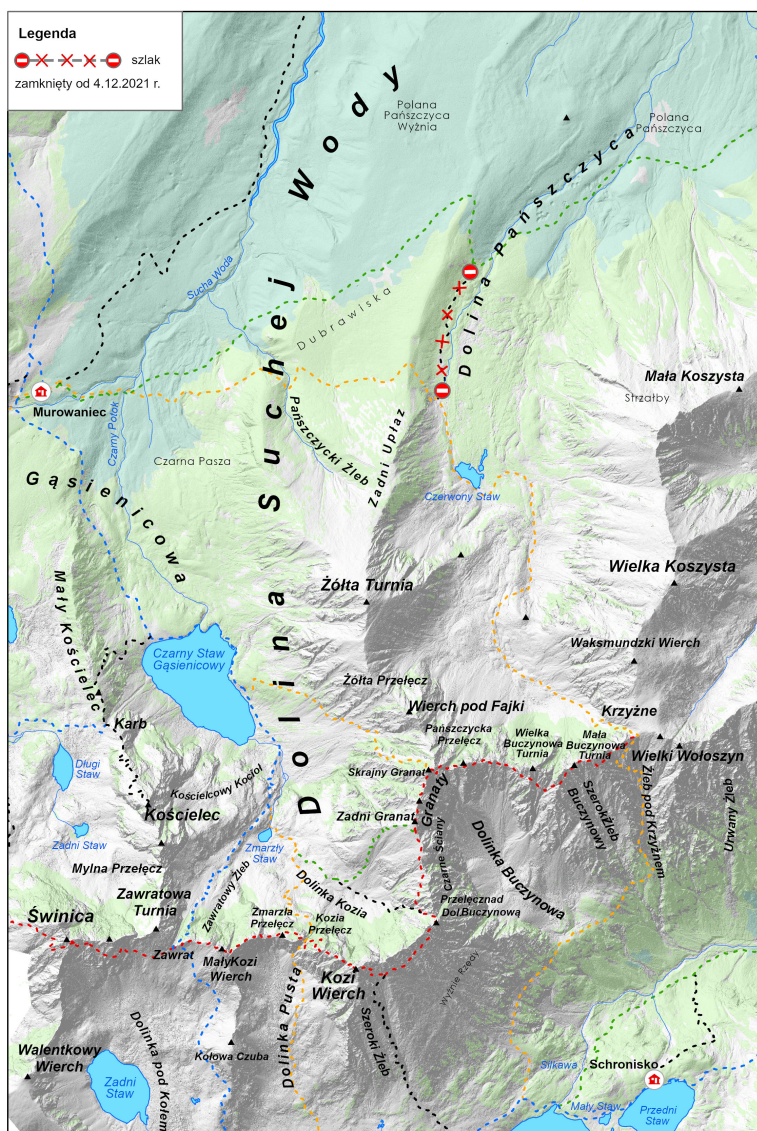 Legenda
szlak
zamknięty od 4.12.2021 r.
Dolina Suchej Wody
Polana
Pańszczyca
Wyżnia
Polana
Pańszczyca
Dolina Pańszczyca
Sucha Woda
Dubrawiska
Mała Koszysta
Strzałby
Murowaniec
Czarny Potok
Pańszczycki Żleb
Zadni Upłaz
Czarna Pasza
Gąsienicowa
Czerwony Staw
Wielka Koszysta
Żółta Turnia
Mały Kościelec
Waksmundzki Wierch
Czarny Staw
Gąsienicowy
Żółta Przełęcz
Wierch pod Fajki
Krzyżne
Karb
Pańszczycka
Przełęcz
Wielka
Buczynowa
Turnia
Mała
Buczynowa
Turnia
Wielki Wołoszyn
Długi
Staw
Skrajny Granat
Kościelcowy Kocioł
Granaty
Szeroki Żleb
Buczynowy
Żleb pod Krzyżnem
Urwany Żleb
Kościelec
Zadni Granat
Zadni Staw
Zmarzły
Staw
Czarne Ściany
Dolinka Buczynowa
Mylna Przełęcz
Zawratowy Żleb
Dolinka Kozia
Zawratowa
Turnia
Przełęcznad
Dol.Buczynową
Świnica
Zmarzła
Przełęcz
Kozia
Przełęcz
Zawrat
MałyKozi
Wierch
Kozi
Wierch
Wyżnie Rzędy
Dolinka Pusta
Szeroki Żleb
Dolinka pod Kołem
Walentkowy
Wierch
Kołowa Czuba
Zadni
Staw
Siklawa
Schronisko
Mały Staw
Przedni
Staw